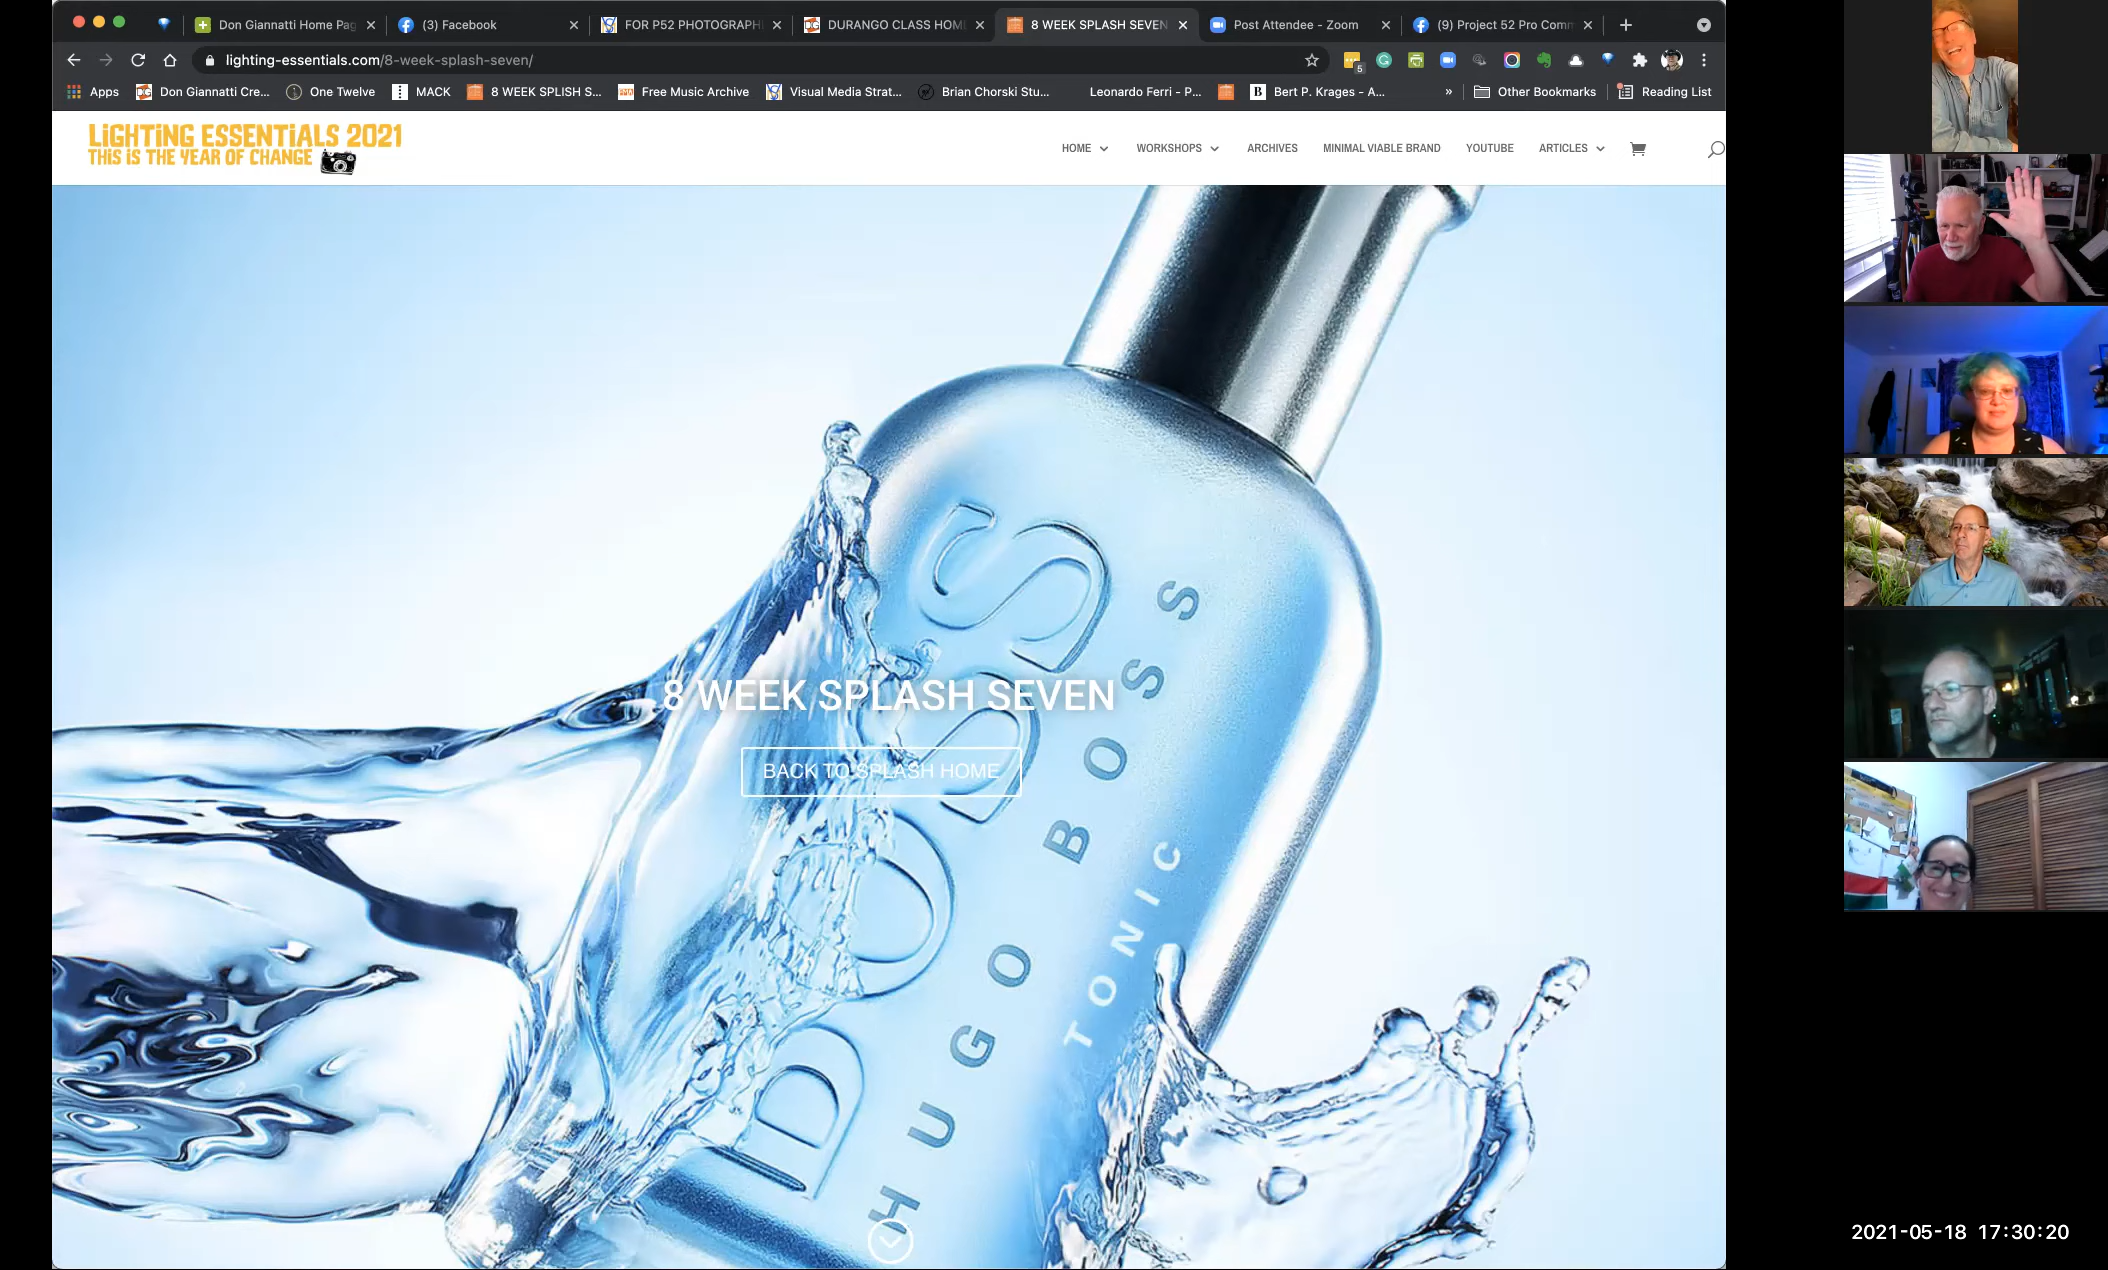 Don Giannatti Home Pag
(3) Facebook
FOR P52 PHOTOGRAPH
DURANGO CLASS HOM
8 WEEK SPLASH SEVEN
Post Attendee - Zoom
(9) Project 52 Pro Comm
lighting-essentials.com/8-week-splash-seven/
5
Apps
Don Giannatti Cre...
One Twelve
MACK
8 WEEK SPLISH S...
Free Music Archive
Visual Media Strat...
Brian Chorski Stu...
Leonardo Ferri - P...
B
Bert P. Krages - A...
»
Other Bookmarks
Reading List
LIGHTING ESSENTIALS 2021
THIS IS THE YEAR OF CHANGE
HOME
WORKSHOPS
ARCHIVES
MINIMAL VIABLE BRAND
YOUTUBE
ARTICLES
BOSS
HUGO BOSS
TONIC
8 WEEK SPLASH SEVEN
BACK TO SPLASH HOME
2021-05-18 17:30:20